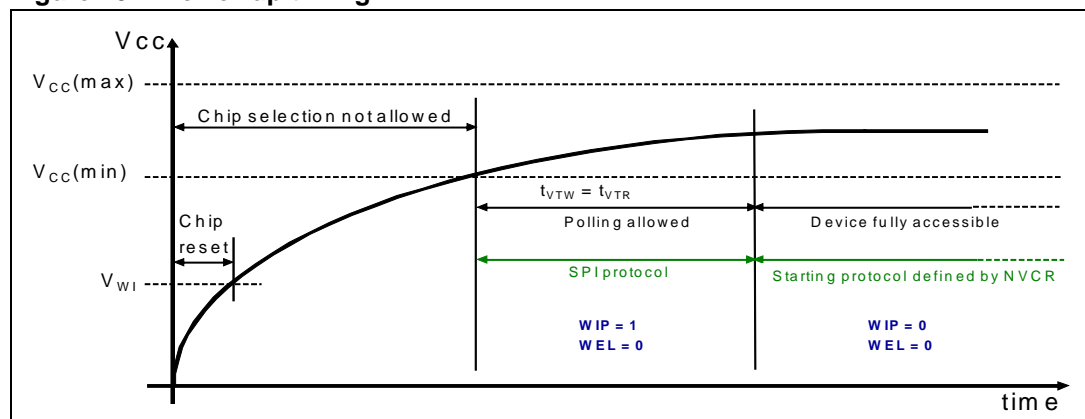 Vcc
VCC(max)
Chip selection not allowed
VCC(min)
tVTW = tVTR
Polling allowed
Device fully accessible
Chip
reset
SPI protocol
Starting protocol defined by NVCR
VWI
WIP = 1
WIP = 0
WEL = 0
WEL = 0
time